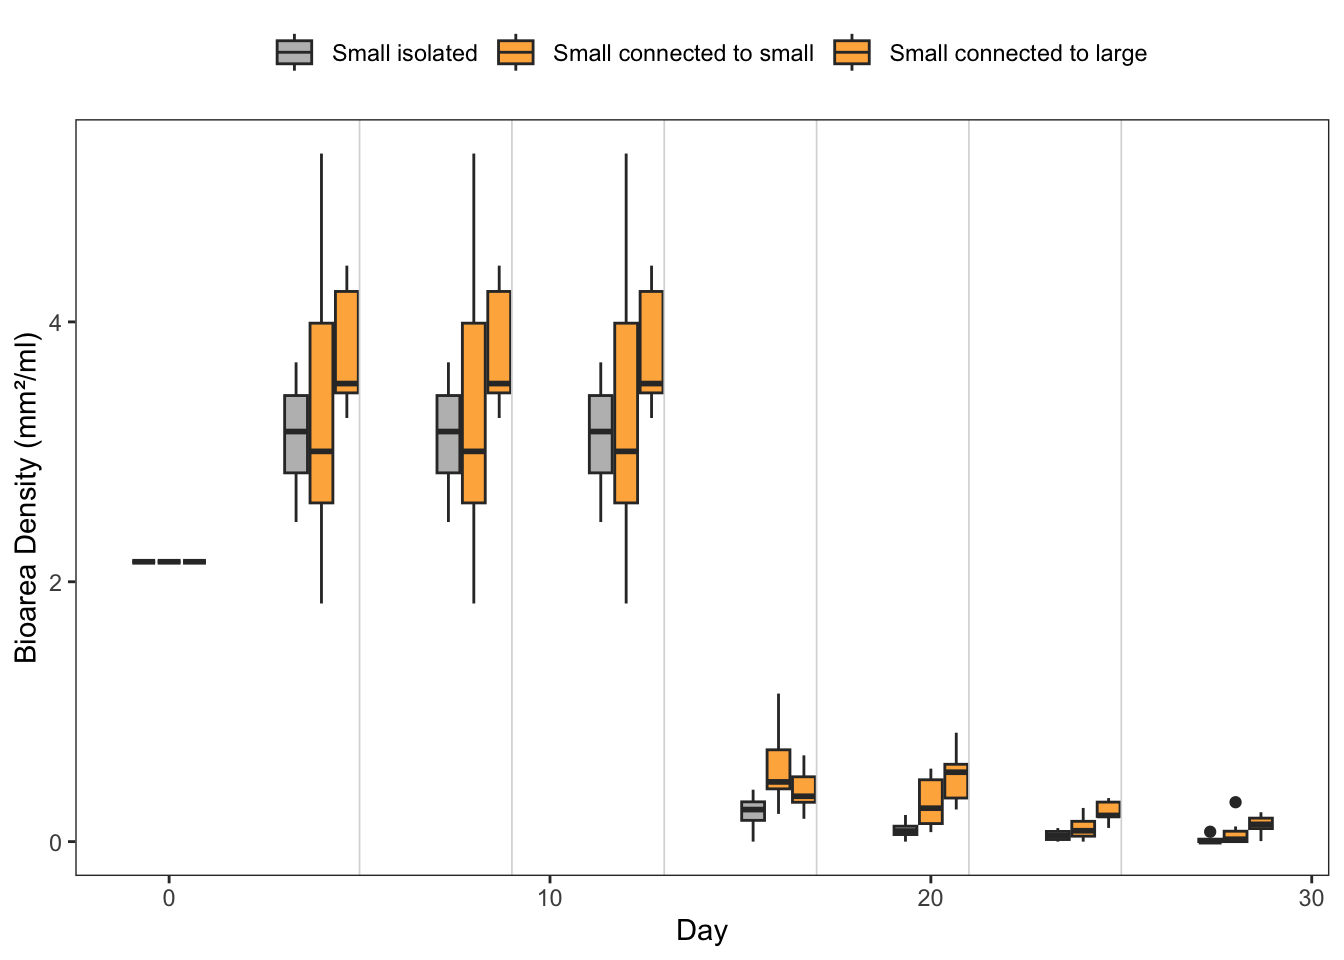 Small isolated Small connected to small Small connected to large
Bioarea Density (mm²/ml)
4
2
0
0 10 20 30
Day